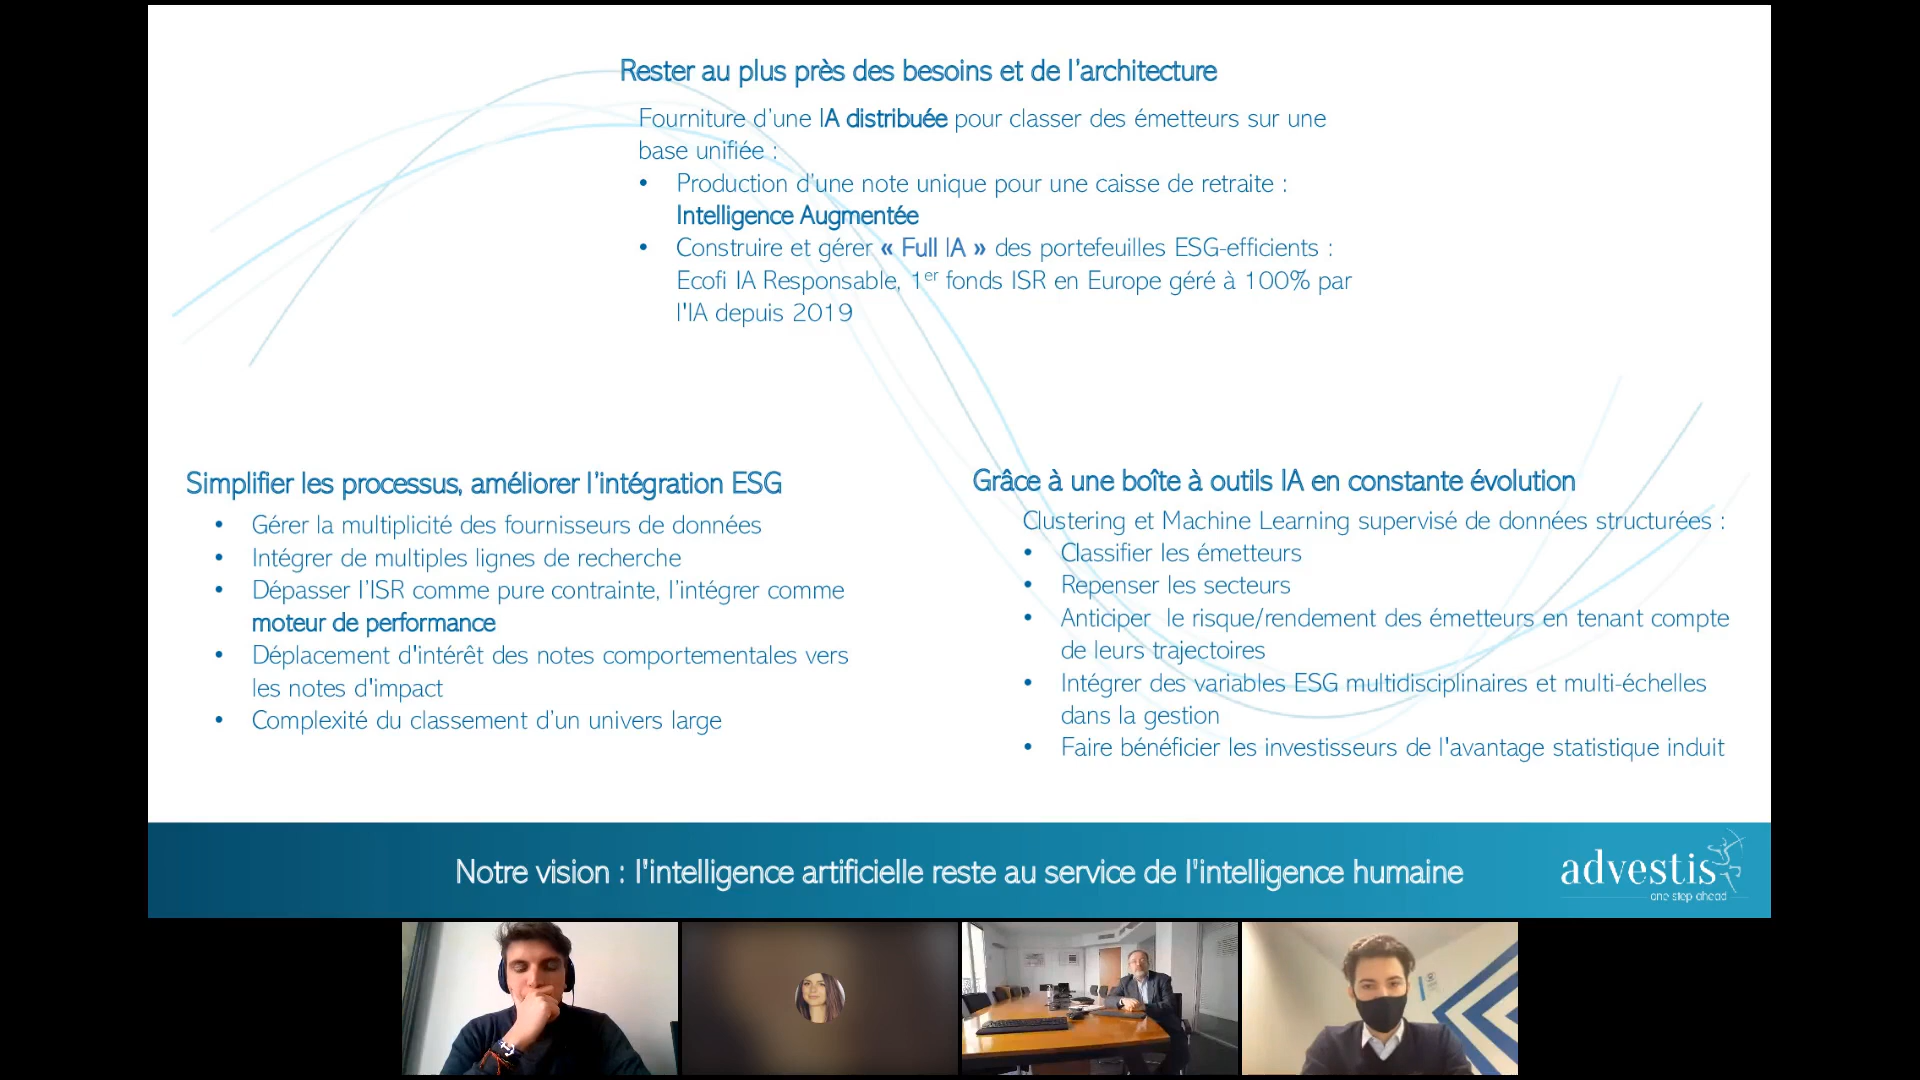 Rester au plus près des besoins et de l’architecture
Fourniture d’une IA distribuée pour classer des émetteurs sur une
base unifiée :
• Production d’une note unique pour une caisse de retraite :
Intelligence Augmentée
• Construire et gérer « Full IA » des portefeuilles ESG-efficients :
Ecofi IA Responsable, 1er fonds ISR en Europe géré à 100% par
l'IA depuis 2019
Simplifier les processus, améliorer l’intégration ESG
• Gérer la multiplicité des fournisseurs de données
• Intégrer de multiples lignes de recherche
• Dépasser l’ISR comme pure contrainte, l’intégrer comme
moteur de performance
• Déplacement d'intérêt des notes comportementales vers
les notes d'impact
• Complexité du classement d’un univers large
Grâce à une boîte à outils IA en constante évolution
Clustering et Machine Learning supervisé de données structurées :
• Classifier les émetteurs
• Repenser les secteurs
• Anticiper  le risque/rendement des émetteurs en tenant compte
de leurs trajectoires
• Intégrer des variables ESG multidisciplinaires et multi-échelles
dans la gestion
• Faire bénéficier les investisseurs de l'avantage statistique induit
Notre vision : l'intelligence artificielle reste au service de l'intelligence humaine
advestis
one step ahead